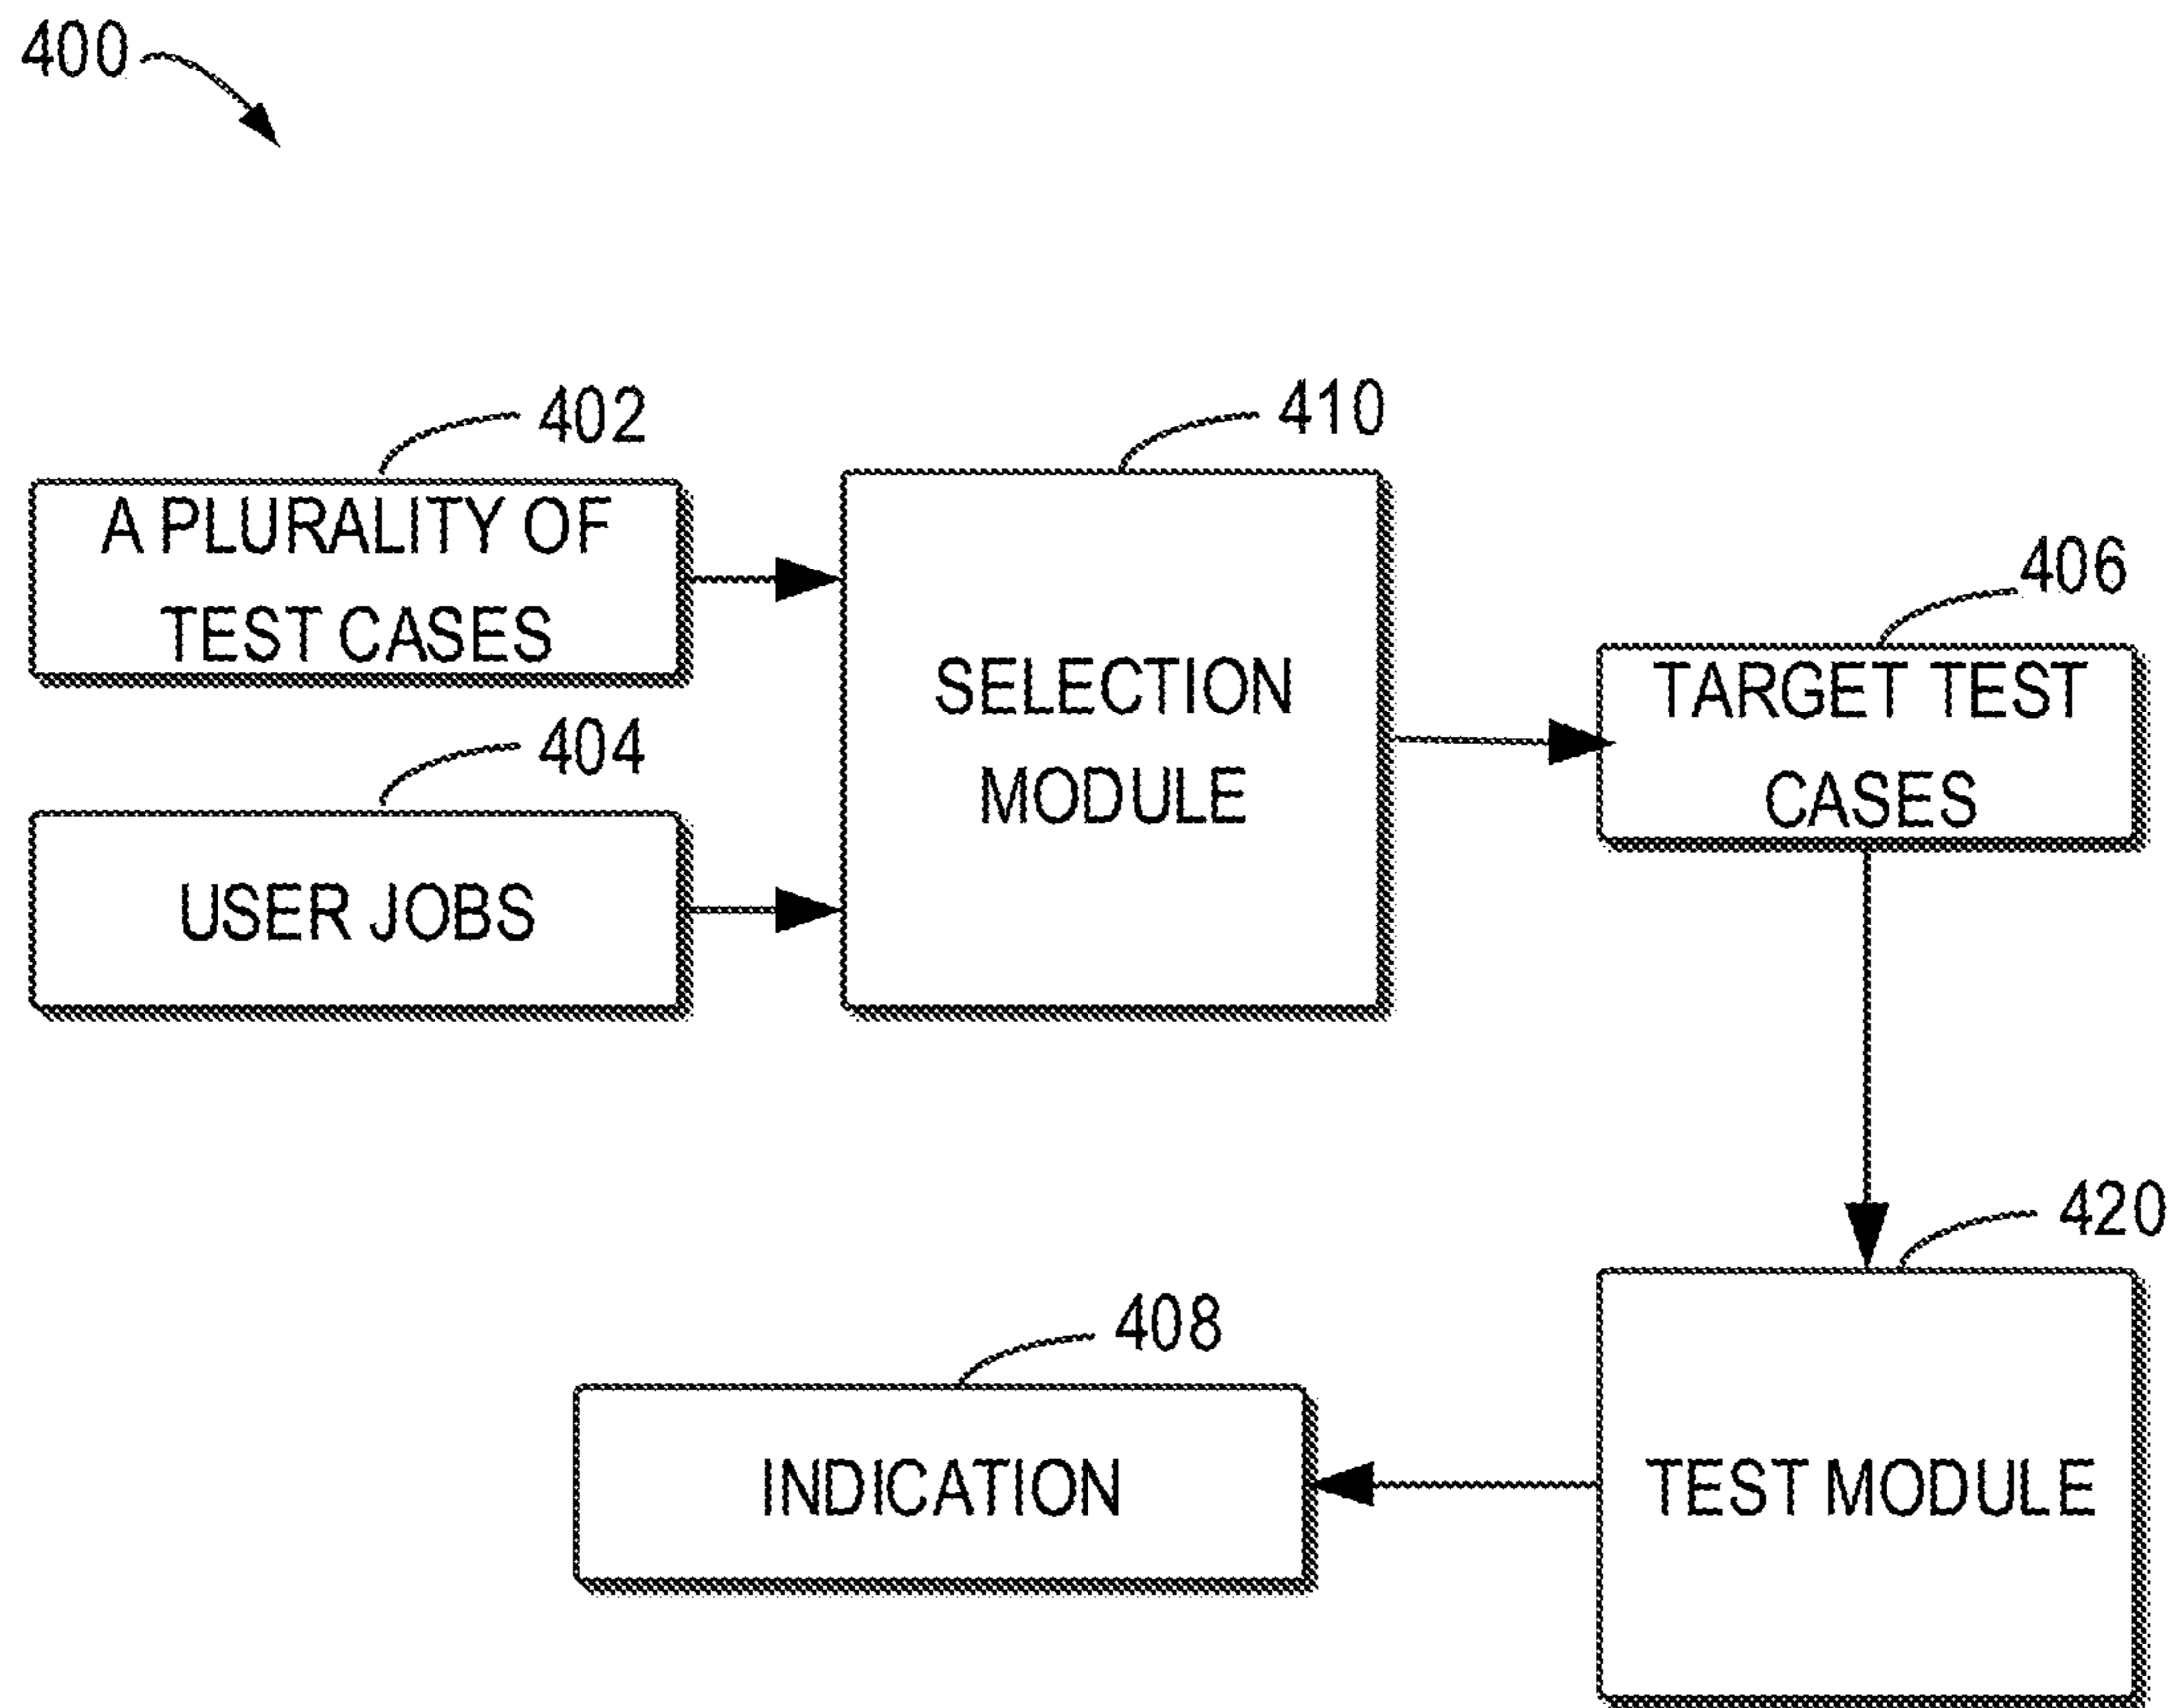 400
402
A PLURALITY OF
TEST CASES
404
USER JOBS
410
SELECTION
MODULE
406
TARGET TEST
CASES
420
TEST MODULE
408
INDICATION